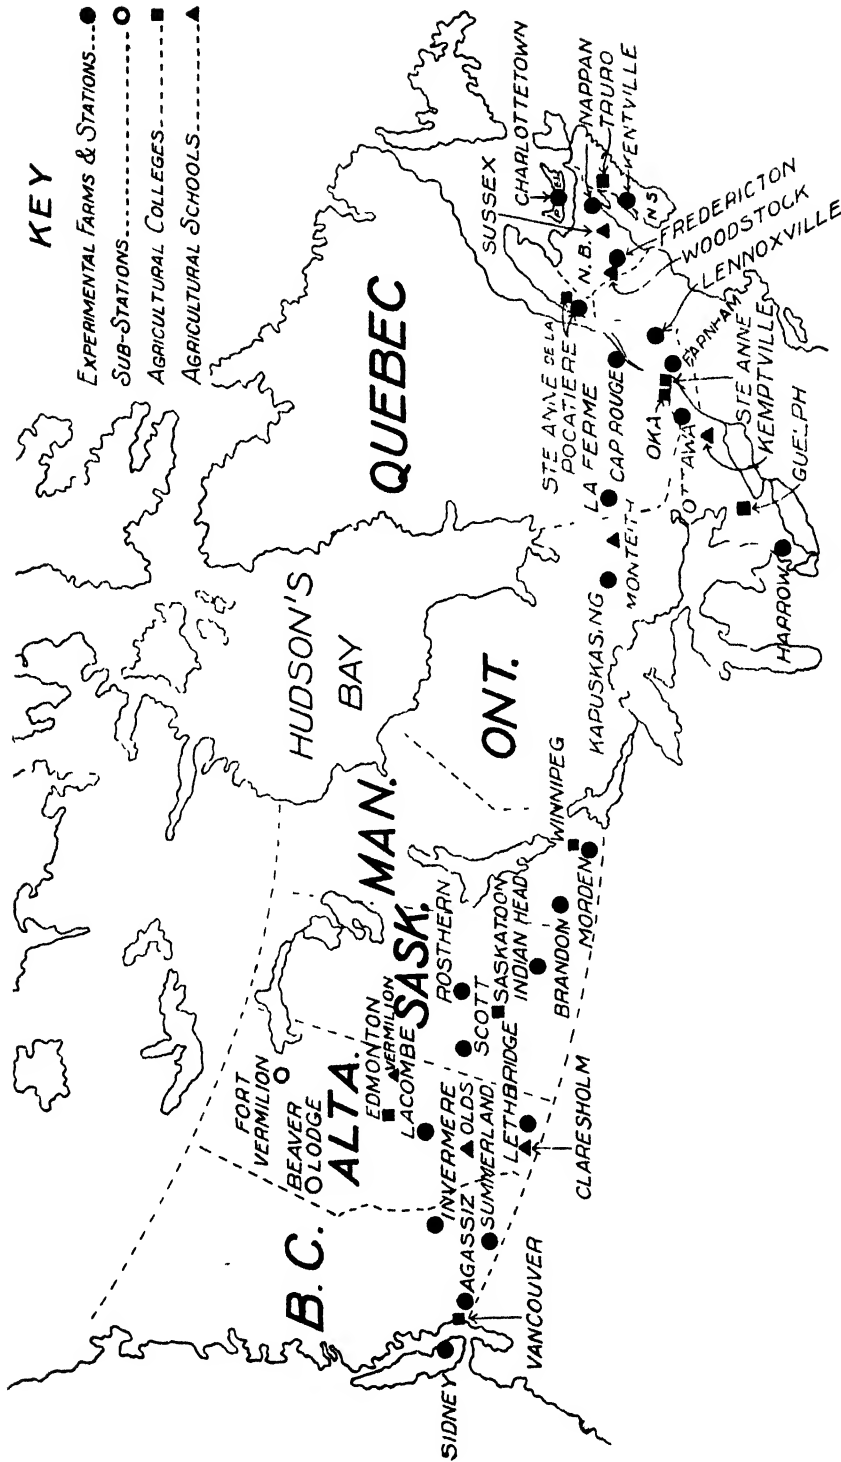 KEY
EXPERIMENTAL FARMS & STATIONS
SUB-STATIONS
AGRICULTURAL COLLEGES
AGRICULTURAL SCHOOLS
HUDSON'S
BAY
B.C.
ALTA.
SASK.
MAN.
ONT.
QUEBEC
N.B.
P.E.I.
N S
FORT
VERMILION
BEAVER
LODGE
EDMONTON
VERMILION
LACOMBE
INVERMERE
OLDS
AGASSIZ
SUMMERLAND
LETHBRIDGE
CLARESHOLM
SIDNEY
VANCOUVER
ROSTHERN
SCOTT
SASKATOON
INDIAN HEAD
BRANDON
MORDEN
WINNIPEG
KAPUSKASING
MONTEITH
LA FERME
CAP ROUGE
STE ANNE DE LA
POCATIERE
OKA
OTTAWA
HARROW
GUELPH
KEMPTVILLE
STE ANNE
FARNHAM
LENNOXVILLE
WOODSTOCK
FREDERICTON
SUSSEX
CHARLOTTETOWN
NAPPAN
TRURO
KENTVILLE